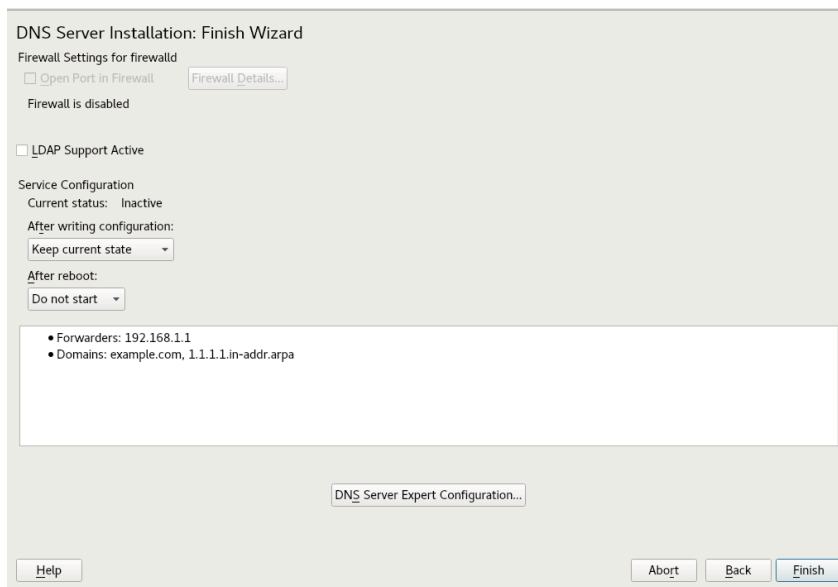 DNS Server Installation: Finish Wizard
Firewall Settings for firewalld
Open Port in Firewall Firewall Details...
Firewall is disabled
LDAP Support Active
Service Configuration
Current status: Inactive
After writing configuration:
Keep current state
After reboot:
Do not start
• Forwarders: 192.168.1.1
• Domains: example.com, 1.1.1.1.in-addr.arpa
DNS Server Expert Configuration...
Help Abort Back Finish